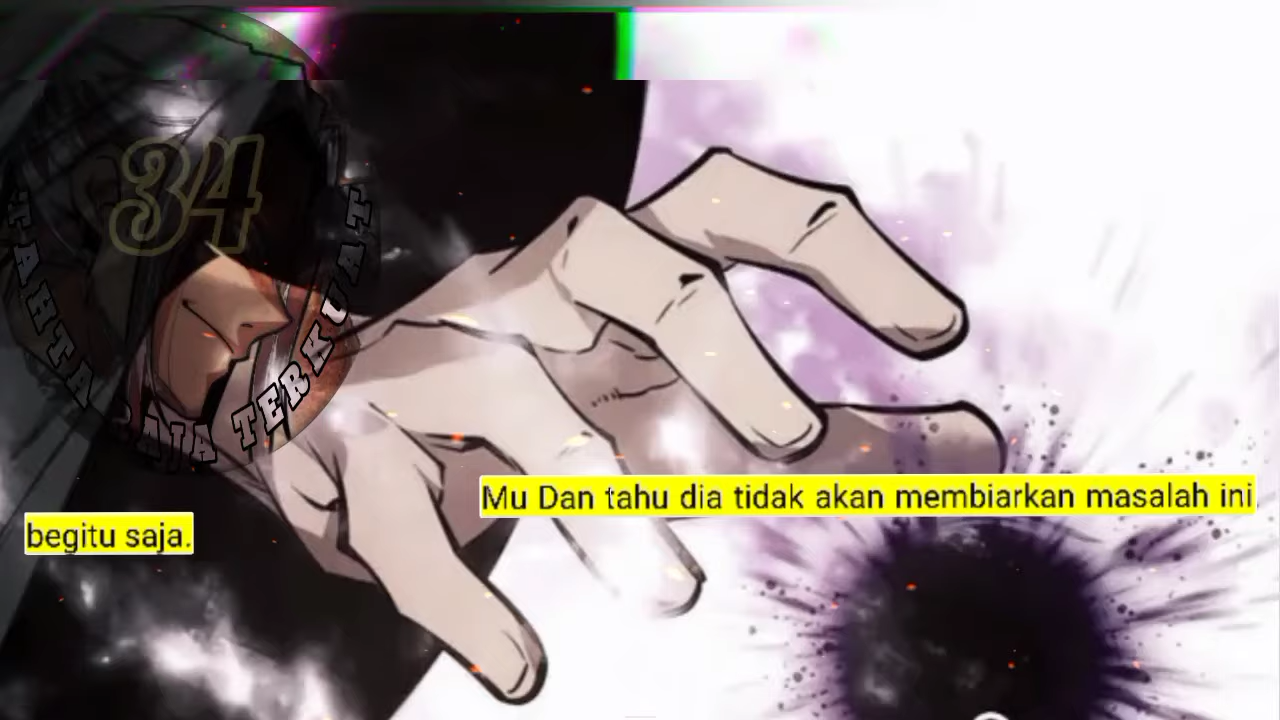 34
TAHTA RAJA TERKUAT
Mu Dan tahu dia tidak akan membiarkan masalah ini
begitu saja.